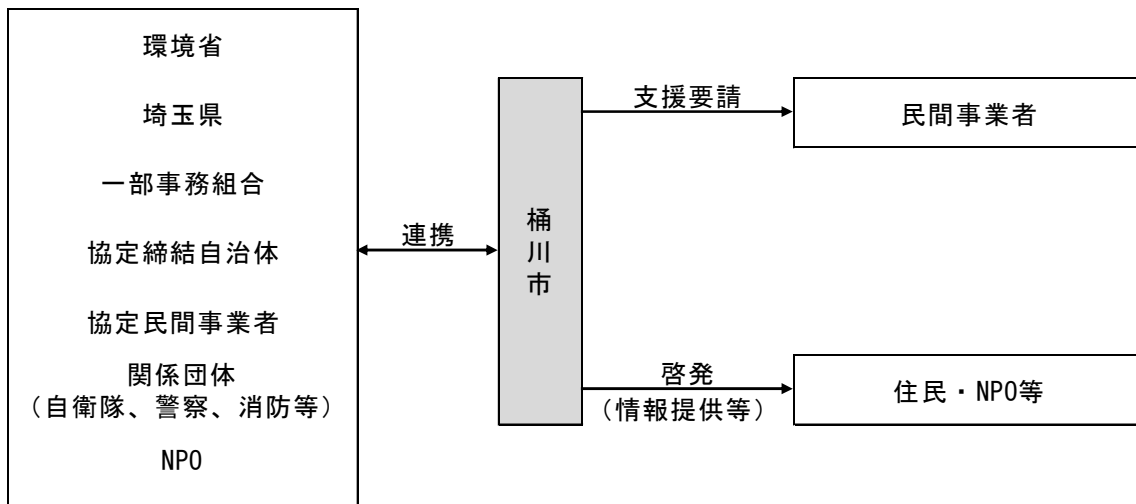 環境省
埼玉県
一部事務組合
協定締結自治体
協定民間事業者
関係団体
（自衛隊、警察、消防等）
NPO
連携
桶川市
支援要請
民間事業者
啓発
（情報提供等）
住民・NPO等